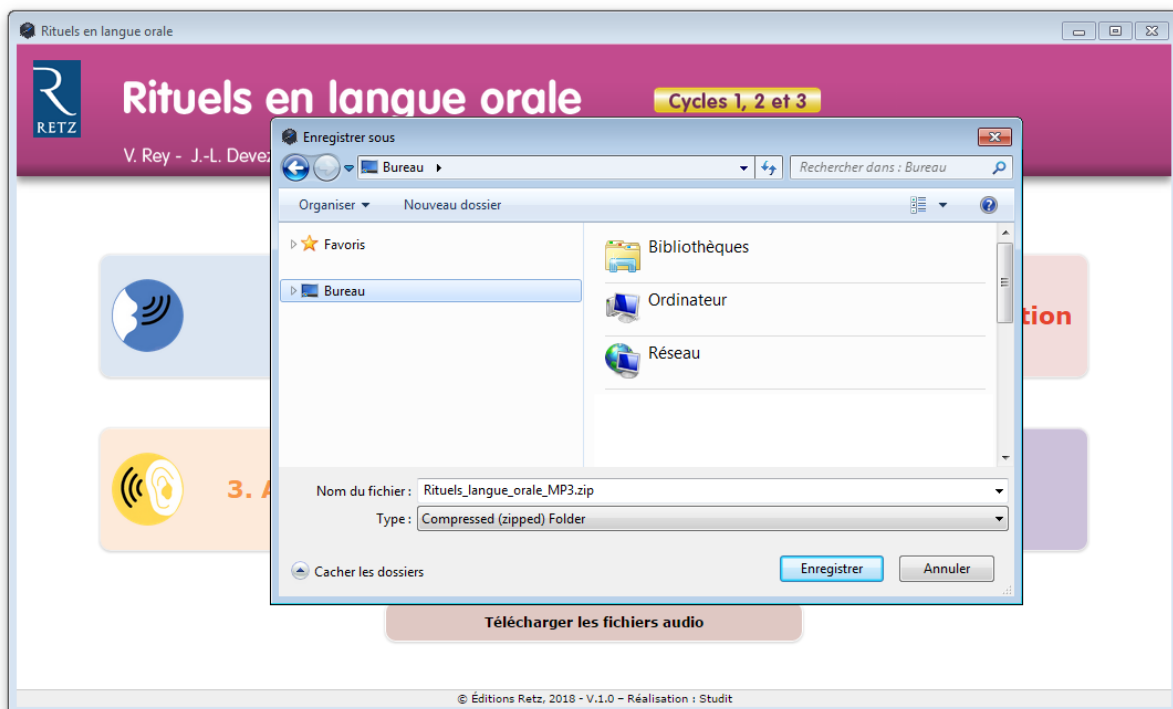 Rituels en langue orale
RETZ
Rituels en langue orale
Cycles 1, 2 et 3
V. Rey - J.-L. Devez
Enregistrer sous
Bureau
Rechercher dans : Bureau
Organiser
Nouveau dossier
Favoris
Bureau
Bibliothèques
Ordinateur
Réseau
tion
3. A
Nom du fichier : Rituels_langue_orale_MP3.zip
Type : Compressed (zipped) Folder
Cacher les dossiers
Enregistrer
Annuler
Télécharger les fichiers audio
© Éditions Retz, 2018 - V.1.0 – Réalisation : Studit